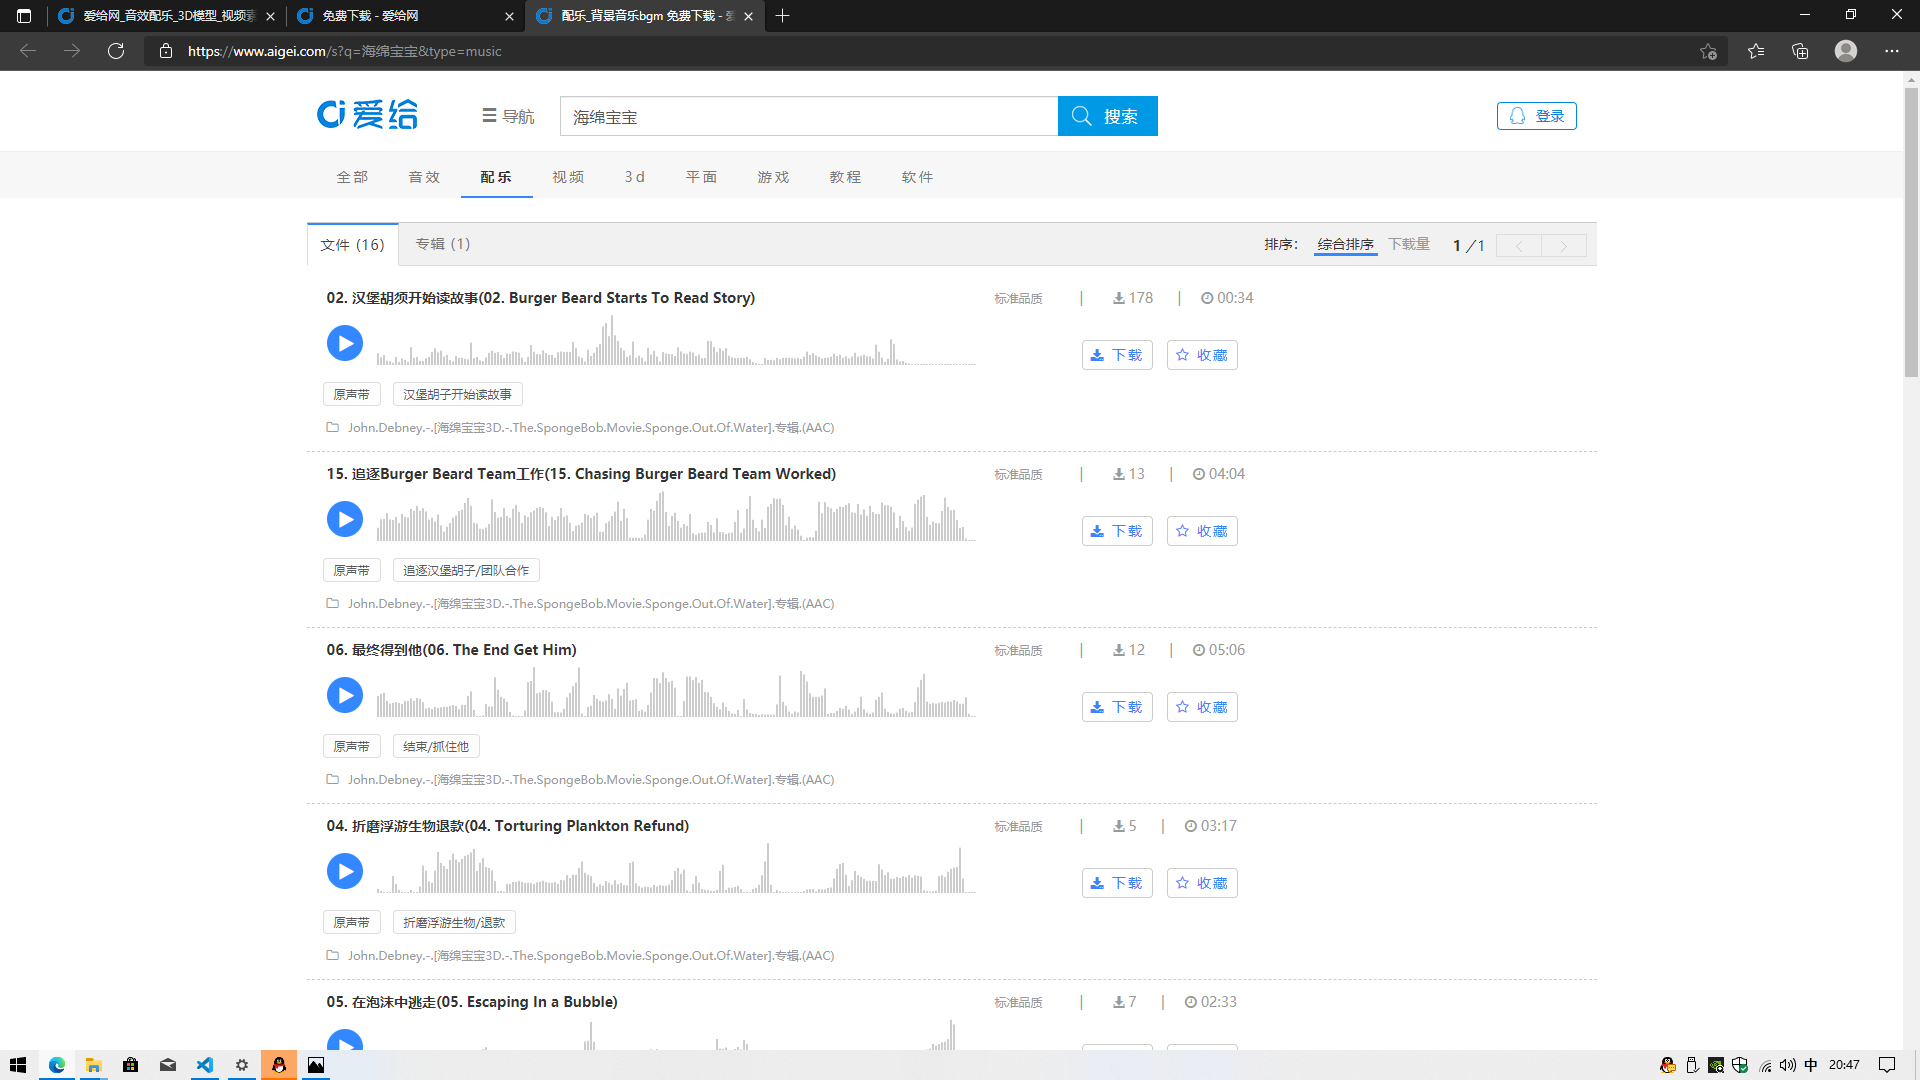 爱给网_音效配乐_3D模型_视频素
免费下载 - 爱给网
配乐_背景音乐bgm 免费下载 - 爱
https://www.aigei.com/s?q=海绵宝宝&type=music
爱给
导航
海绵宝宝
搜索
登录
全部 音效 配乐 视频 3d 平面 游戏 教程 软件
文件 (16) 专辑 (1) 排序： 综合排序 下载量 1 /1
02. 汉堡胡须开始读故事(02. Burger Beard Starts To Read Story) 标准品质 | 178 | 00:34
下载 收藏
原声带 汉堡胡子开始读故事
John.Debney.-.[海绵宝宝3D.-.The.SpongeBob.Movie.Sponge.Out.Of.Water].专辑.(AAC)
15. 追逐Burger Beard Team工作(15. Chasing Burger Beard Team Worked) 标准品质 | 13 | 04:04
下载 收藏
原声带 追逐汉堡胡子/团队合作
John.Debney.-.[海绵宝宝3D.-.The.SpongeBob.Movie.Sponge.Out.Of.Water].专辑.(AAC)
06. 最终得到他(06. The End Get Him) 标准品质 | 12 | 05:06
下载 收藏
原声带 结束/抓住他
John.Debney.-.[海绵宝宝3D.-.The.SpongeBob.Movie.Sponge.Out.Of.Water].专辑.(AAC)
04. 折磨浮游生物退款(04. Torturing Plankton Refund) 标准品质 | 5 | 03:17
下载 收藏
原声带 折磨浮游生物/退款
John.Debney.-.[海绵宝宝3D.-.The.SpongeBob.Movie.Sponge.Out.Of.Water].专辑.(AAC)
05. 在泡沫中逃走(05. Escaping In a Bubble) 标准品质 | 7 | 02:33
中 20:47